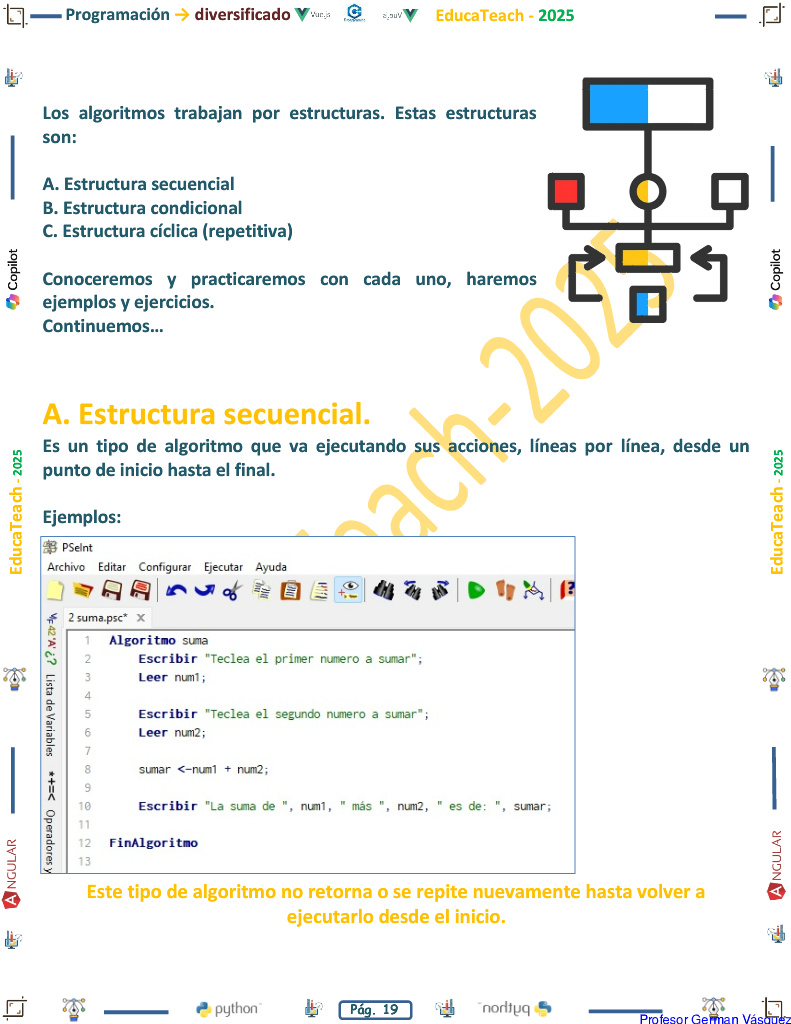 Programación → diversificado Vue.js EducaTeach - 2025
Los algoritmos trabajan por estructuras. Estas estructuras
son:
A. Estructura secuencial
B. Estructura condicional
C. Estructura cíclica (repetitiva)
Conoceremos y practicaremos con cada uno, haremos
ejemplos y ejercicios.
Continuemos...
Copilot
Copilot
A. Estructura secuencial.
Es un tipo de algoritmo que va ejecutando sus acciones, líneas por línea, desde un
punto de inicio hasta el final.
Ejemplos:
EducaTeach - 2025
EducaTeach - 2025
PSeInt
Archivo Editar Configurar Ejecutar Ayuda
2 suma.psc* X
Lista de Variables
*+=< Operadores y
1 Algoritmo suma
2 Escribir "Teclea el primer numero a sumar";
3 Leer num1;
4
5 Escribir "Teclea el segundo numero a sumar";
6 Leer num2;
7
8 sumar <-num1 + num2;
9
10 Escribir "La suma de ", num1, " más ", num2, " es de: ", sumar;
11
12 FinAlgoritmo
13
ANGULAR
ANGULAR
Este tipo de algoritmo no retorna o se repite nuevamente hasta volver a
ejecutarlo desde el inicio.
python Pág. 19 python
Profesor German Vásquez